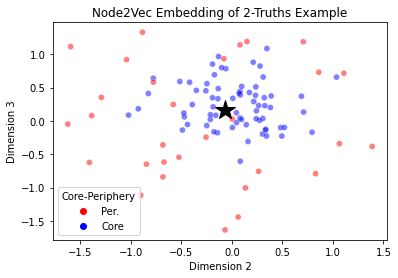 Node2Vec Embedding of 2-Truths Example
Dimension 3
1.0
0.5
0.0
−0.5
−1.0
−1.5
Core-Periphery
Per.
Core
−1.5 −1.0 −0.5 0.0 0.5 1.0 1.5
Dimension 2